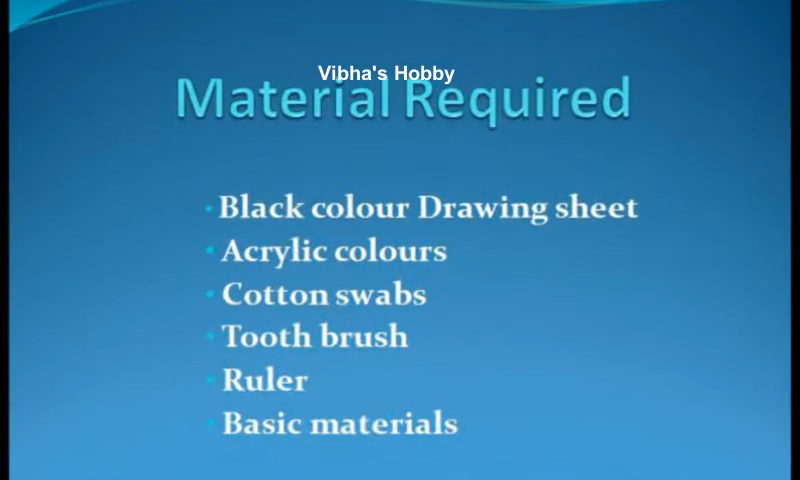 Vibha's Hobby
Material Required
Black colour Drawing sheet
Acrylic colours
Cotton swabs
Tooth brush
Ruler
Basic materials